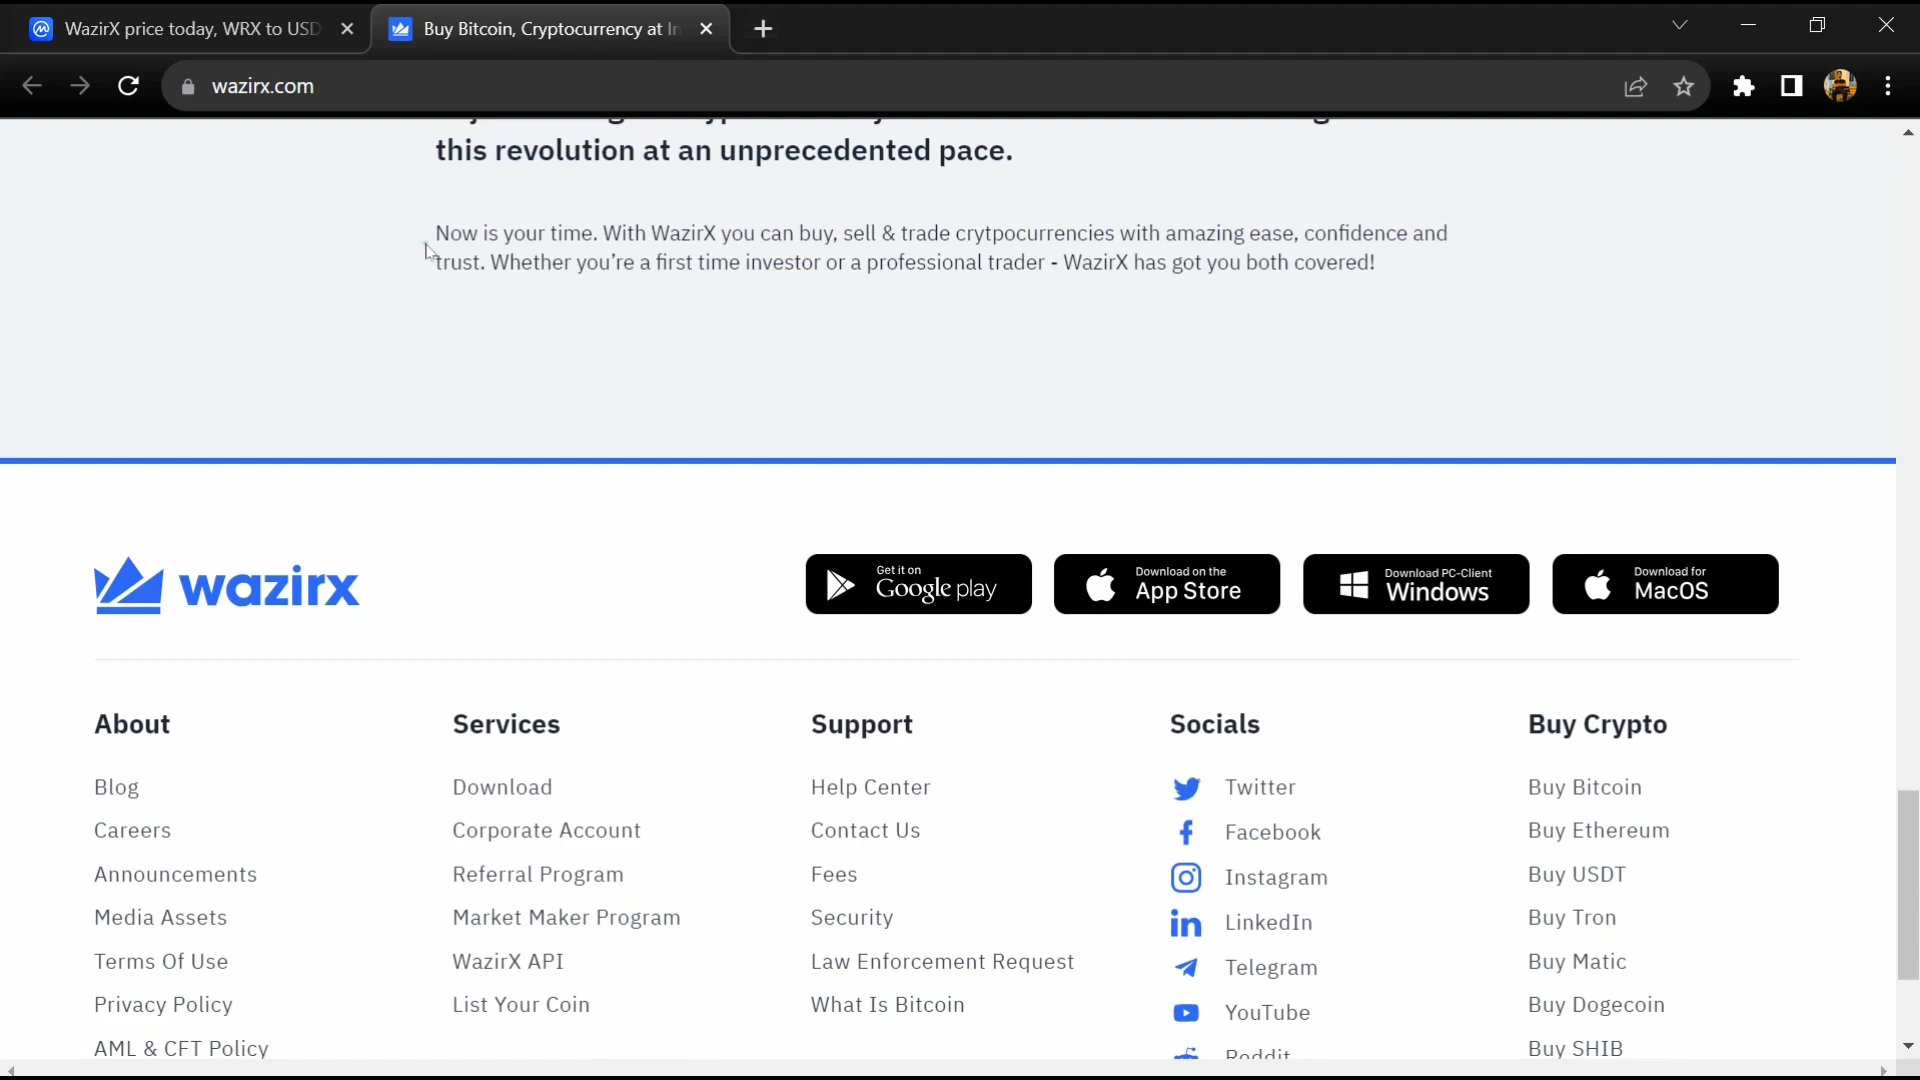 WazirX price today, WRX to USD
Buy Bitcoin, Cryptocurrency at In
wazirx.com
this revolution at an unprecedented pace.
Now is your time. With WazirX you can buy, sell & trade crytpocurrencies with amazing ease, confidence and
trust. Whether you're a first time investor or a professional trader - WazirX has got you both covered!
wazirx
Get it on
Google play
Download on the
App Store
Download PC-Client
Windows
Download for
MacOS
About
Blog
Careers
Announcements
Media Assets
Terms Of Use
Privacy Policy
AML & CFT Policy
Services
Download
Corporate Account
Referral Program
Market Maker Program
WazirX API
List Your Coin
Support
Help Center
Contact Us
Fees
Security
Law Enforcement Request
What Is Bitcoin
Socials
Twitter
Facebook
Instagram
LinkedIn
Telegram
YouTube
Reddit
Buy Crypto
Buy Bitcoin
Buy Ethereum
Buy USDT
Buy Tron
Buy Matic
Buy Dogecoin
Buy SHIB